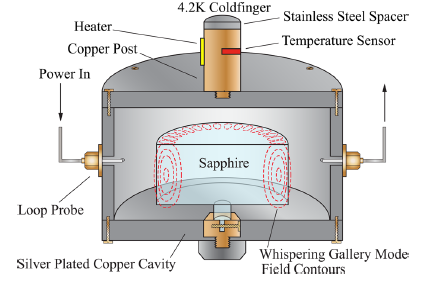 4.2K Coldfinger
Stainless Steel Spacer
Heater
Temperature Sensor
Copper Post
Power In
Sapphire
Loop Probe
Whispering Gallery Mode
Field Contours
Silver Plated Copper Cavity